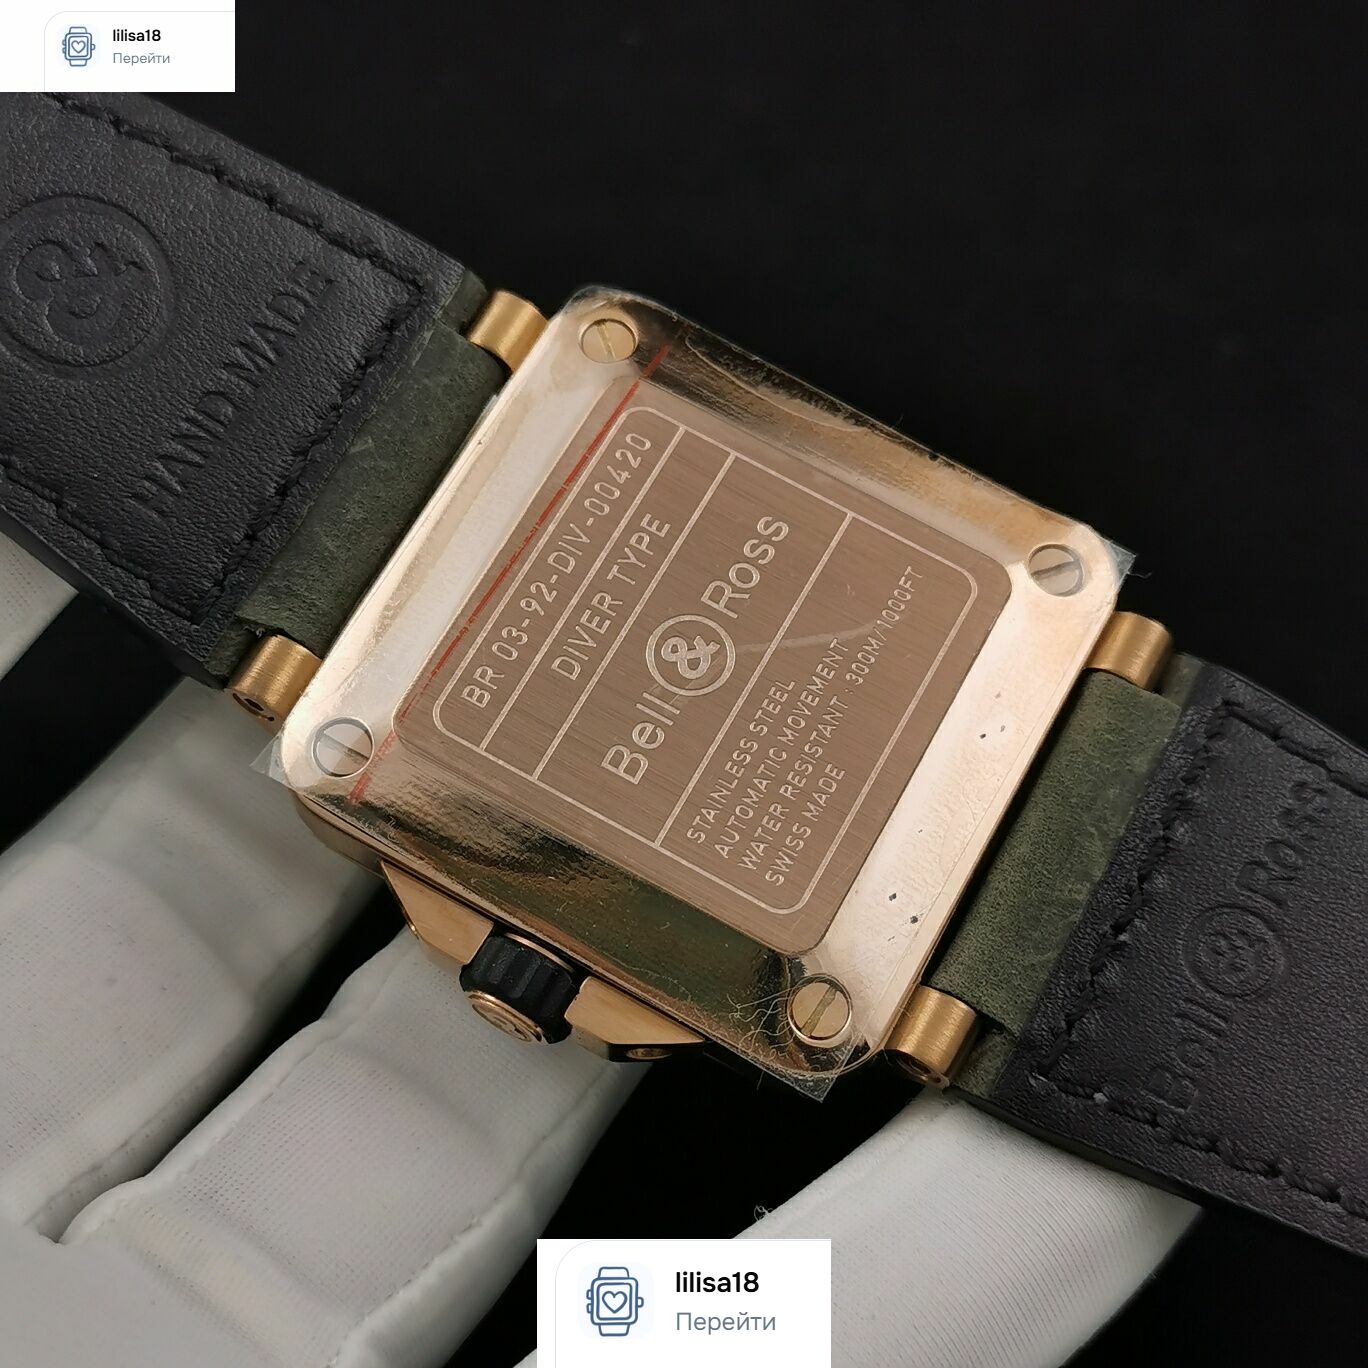 lilisa18
Перейти
HAND MADE
BR 03-92-DIV-00420
DIVER TYPE
Bell & Ross
STAINLESS STEEL
AUTOMATIC MOVEMENT
WATER RESISTANT : 300M/1000FT
SWISS MADE
Bell & Ross
lilisa18
Перейти